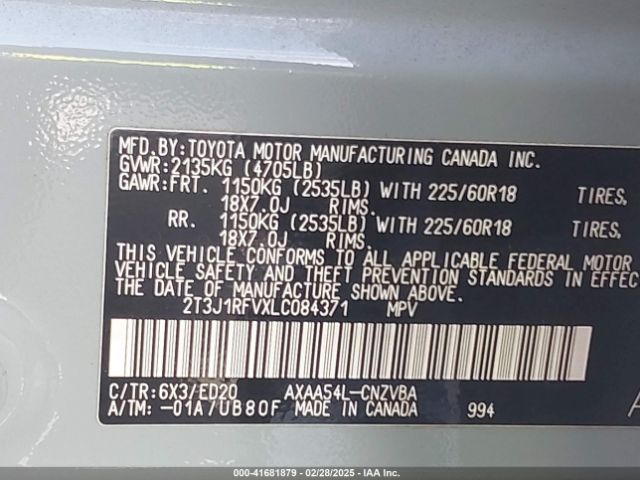 MFD.BY: TOYOTA MOTOR MANUFACTURING CANADA INC.
GVWR: 2135KG (4705LB)
GAWR: FRT. 1150KG (2535LB) WITH 225/60R18 TIRES,
18X7.0J RIMS.
RR. 1150KG (2535LB) WITH 225/60R18 TIRES,
18X7.0J RIMS.
THIS VEHICLE CONFORMS TO ALL APPLICABLE FEDERAL MOTOR
VEHICLE SAFETY AND THEFT PREVENTION STANDARDS IN EFFEC
THE DATE OF MANUFACTURE SHOWN ABOVE.
2T3J1RFVXLC084371 MPV
C/TR: 6X3/ED20 AXAA54L-CNZVBA
A/TM: -01A/UB80F MADE IN CANADA 994
000-41681879 - 02/28/2025 - IAA Inc.